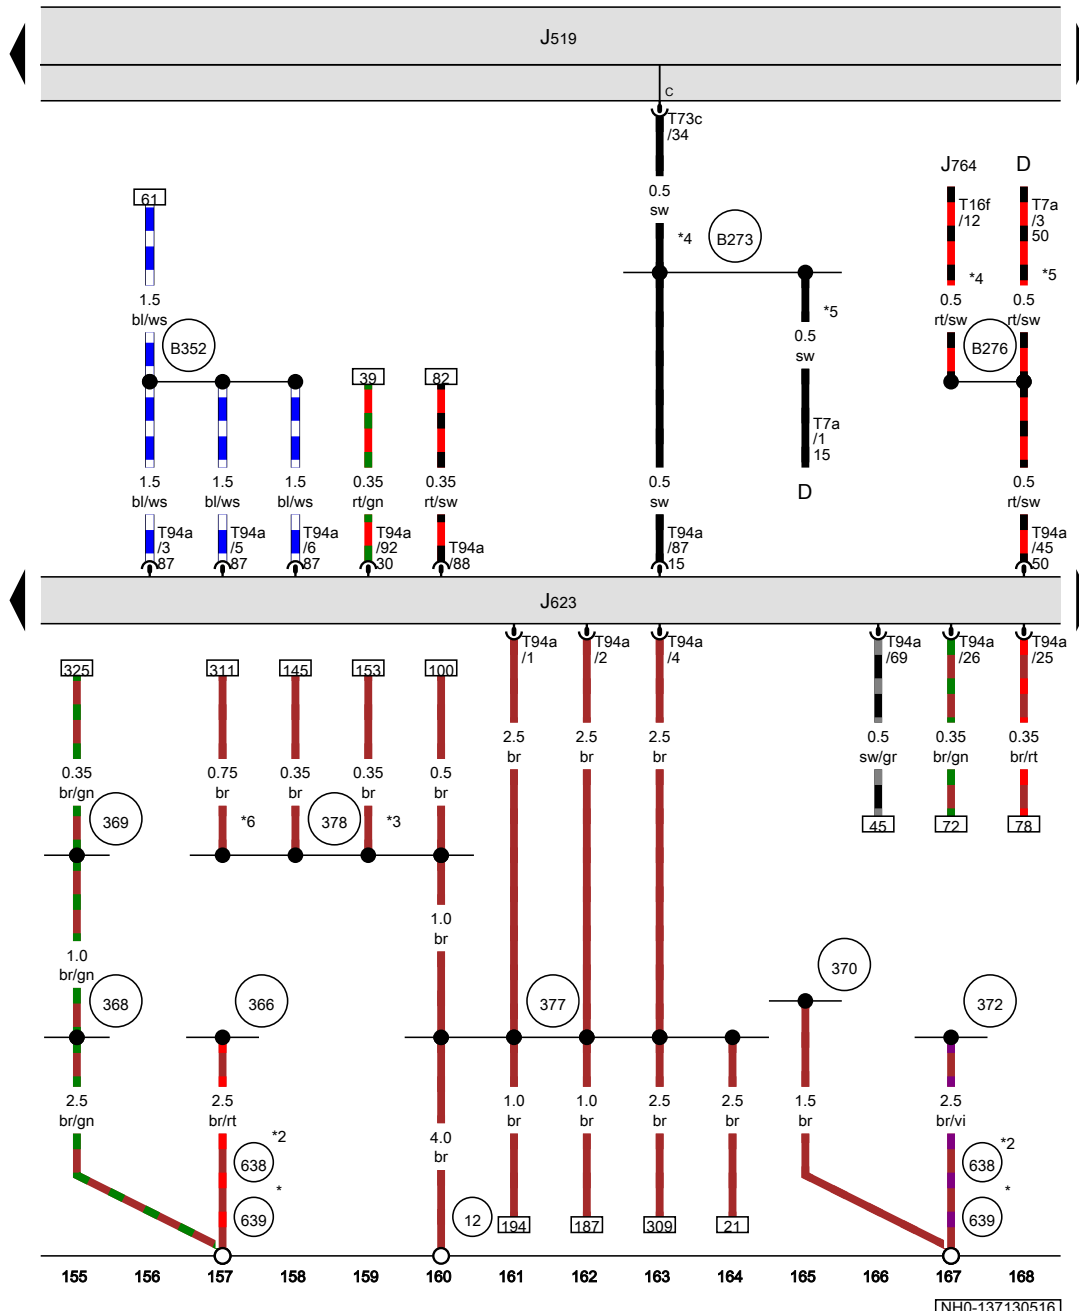 J519
c
T73c
/34
J764 D
61
0.5
sw
T16f
/12
T7a
/3
50
*4
B273
*4
*5
1.5
bl/ws
*5
0.5
rt/sw
0.5
rt/sw
B352
0.5
sw
B276
39
82
T7a
/1
15
1.5
bl/ws
1.5
bl/ws
1.5
bl/ws
0.35
rt/gn
0.35
rt/sw
0.5
sw
D
0.5
rt/sw
T94a
/3
87
T94a
/5
87
T94a
/6
87
T94a
/92
30
T94a
/88
T94a
/87
15
T94a
/45
50
J623
T94a
/1
T94a
/2
T94a
/4
T94a
/69
T94a
/26
T94a
/25
325
311
145
153
100
2.5
br
2.5
br
2.5
br
0.5
sw/gr
0.35
br/gn
0.35
br/rt
0.35
br/gn
0.75
br
0.35
br
0.35
br
0.5
br
369
*6
378
*3
45
72
78
1.0
br
1.0
br/gn
370
368
366
377
372
2.5
br/gn
2.5
br/rt
1.0
br
1.0
br
2.5
br
2.5
br
1.5
br
2.5
br/vi
*2
638
4.0
br
*2
638
*
639
12
194
187
309
21
*
639
155 156 157 158 159 160 161 162 163 164 165 166 167 168
NH0-137130516